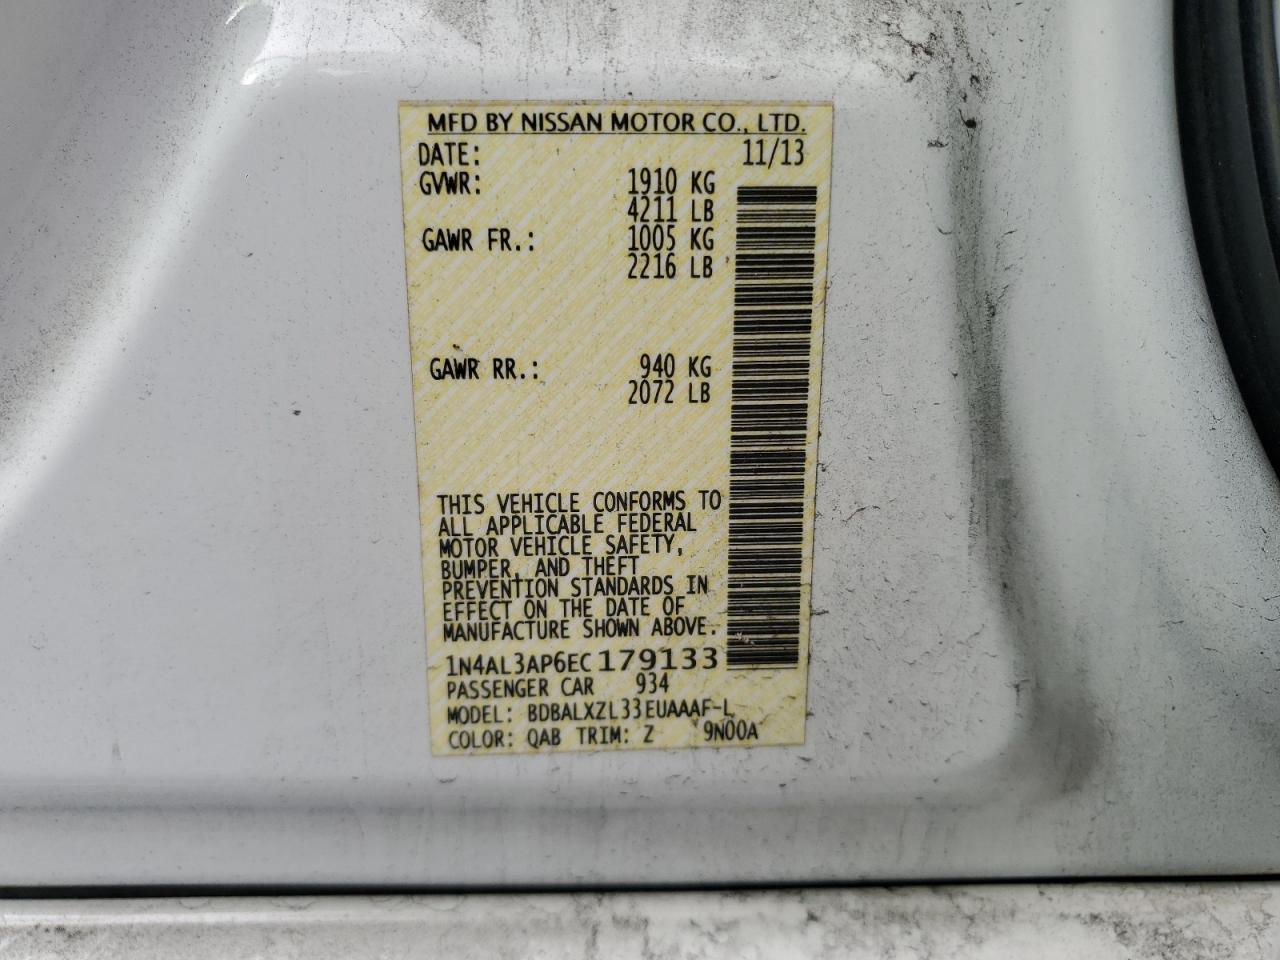 MFD BY NISSAN MOTOR CO., LTD.
DATE: 11/13
GVWR: 1910 KG
4211 LB
GAWR FR.: 1005 KG
2216 LB
GAWR RR.: 940 KG
2072 LB
THIS VEHICLE CONFORMS TO
ALL APPLICABLE FEDERAL
MOTOR VEHICLE SAFETY,
BUMPER, AND THEFT
PREVENTION STANDARDS IN
EFFECT ON THE DATE OF
MANUFACTURE SHOWN ABOVE.
1N4AL3AP6EC179133
PASSENGER CAR 934
MODEL: BDBALXZL33EUAAAF-L
COLOR: QAB TRIM: Z 9N00A